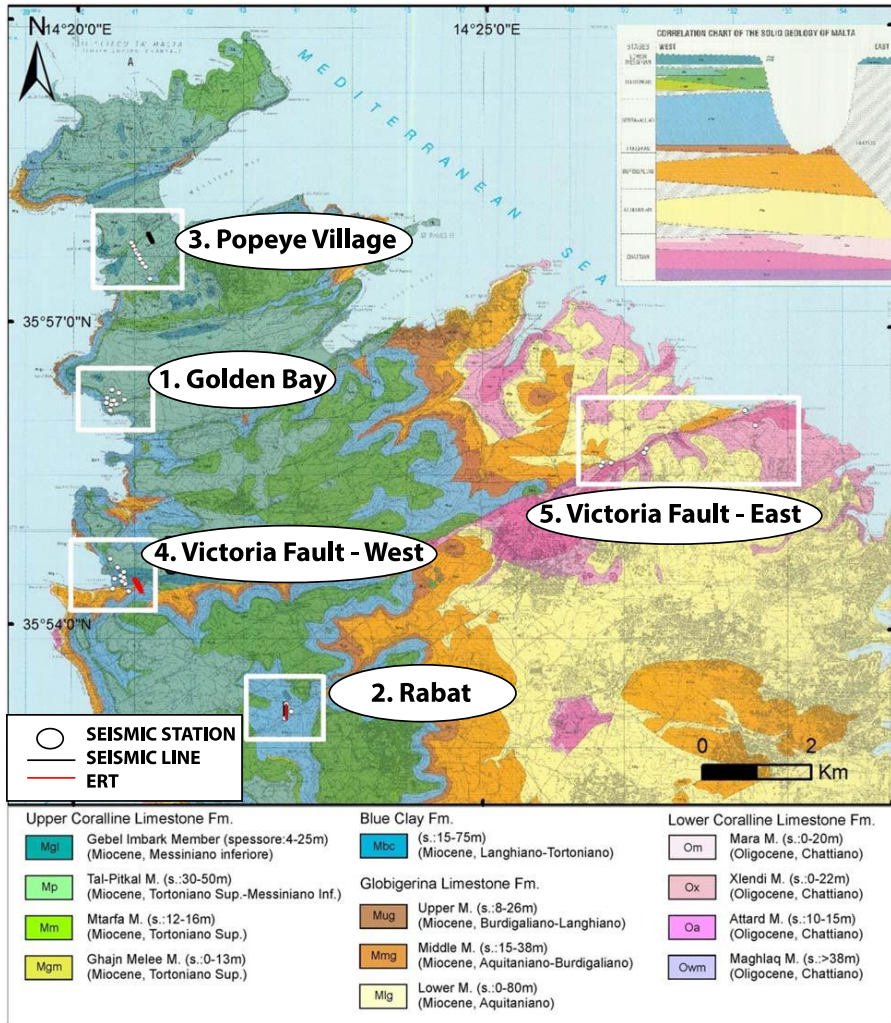 14°20'0"E
14°25'0"E
N
A
MEDITERRANEAN SEA
CORRELATION CHART OF THE SOLID GEOLOGY OF MALTA
STAGES
WEST
EAST
CHATTIAN
3. Popeye Village
35°57'0"N
1. Golden Bay
5. Victoria Fault - East
4. Victoria Fault - West
35°54'0"N
2. Rabat
SEISMIC STATION
SEISMIC LINE
ERT
0 2
Km
Upper Coralline Limestone Fm.
Mgl
Gebel Imbark Member (spessore:4-25m)
(Miocene, Messiniano inferiore)
Mp
Tal-Pitkal M. (s.:30-50m)
(Miocene, Tortoniano Sup.-Messiniano Inf.)
Mm
Mtarfa M. (s.:12-16m)
(Miocene, Tortoniano Sup.)
Mgm
Ghajn Melee M. (s.:0-13m)
(Miocene, Tortoniano Sup.)
Blue Clay Fm.
Mbc
(s.:15-75m)
(Miocene, Langhiano-Tortoniano)
Globigerina Limestone Fm.
Mug
Upper M. (s.:8-26m)
(Miocene, Burdigaliano-Langhiano)
Mmg
Middle M. (s.:15-38m)
(Miocene, Aquitaniano-Burdigaliano)
Mlg
Lower M. (s.:0-80m)
(Miocene, Aquitaniano)
Lower Coralline Limestone Fm.
Om
Mara M. (s.:0-20m)
(Oligocene, Chattiano)
Ox
Xlendi M. (s.:0-22m)
(Oligocene, Chattiano)
Oa
Attard M. (s.:10-15m)
(Oligocene, Chattiano)
Owm
Maghlaq M. (s.:>38m)
(Oligocene, Chattiano)